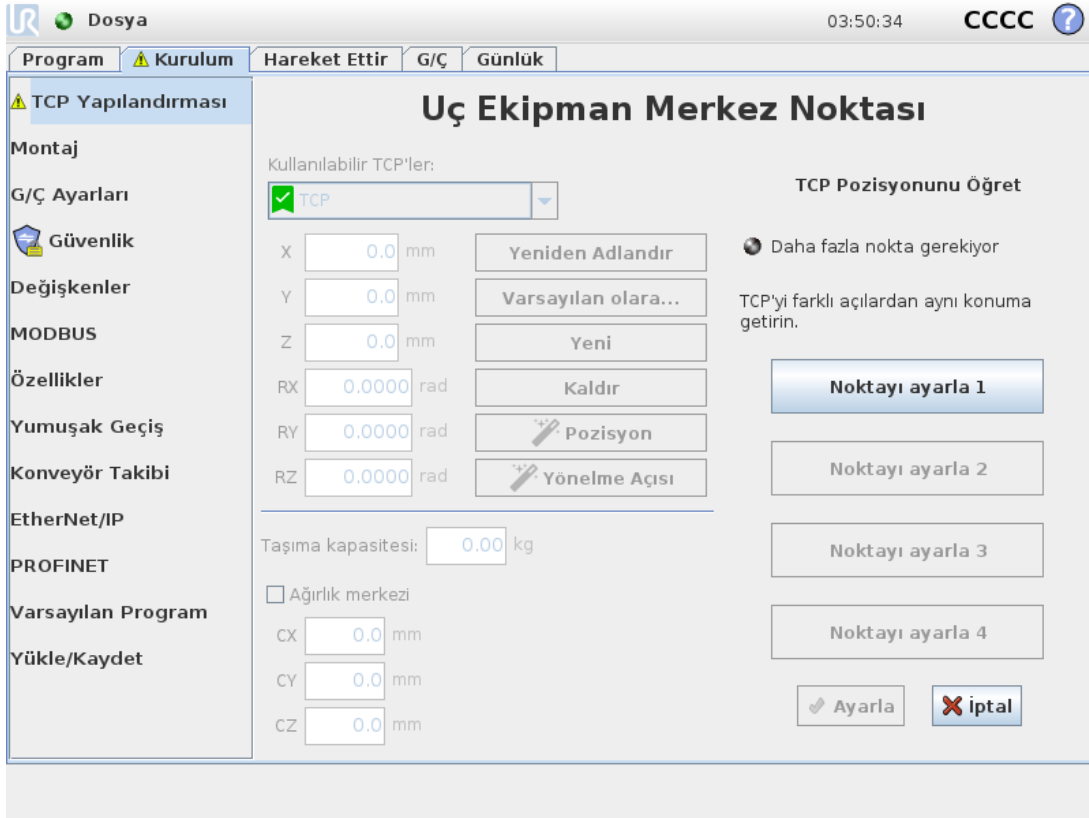 UR Dosya 03:50:34 CCCC ?
Program Kurulum Hareket Ettir G/Ç Günlük
TCP Yapılandırması
Montaj
G/Ç Ayarları
Güvenlik
Değişkenler
MODBUS
Özellikler
Yumuşak Geçiş
Konveyör Takibi
EtherNet/IP
PROFINET
Varsayılan Program
Yükle/Kaydet
Uç Ekipman Merkez Noktası
Kullanılabilir TCP'ler:
TCP
X 0.0 mm Yeniden Adlandır
Y 0.0 mm Varsayılan olara...
Z 0.0 mm Yeni
RX 0.0000 rad Kaldır
RY 0.0000 rad Pozisyon
RZ 0.0000 rad Yönelme Açısı
Taşıma kapasitesi: 0.00 kg
Ağırlık merkezi
CX 0.0 mm
CY 0.0 mm
CZ 0.0 mm
TCP Pozisyonunu Öğret
Daha fazla nokta gerekiyor
TCP'yi farklı açılardan aynı konuma
getirin.
Noktayı ayarla 1
Noktayı ayarla 2
Noktayı ayarla 3
Noktayı ayarla 4
Ayarla İptal